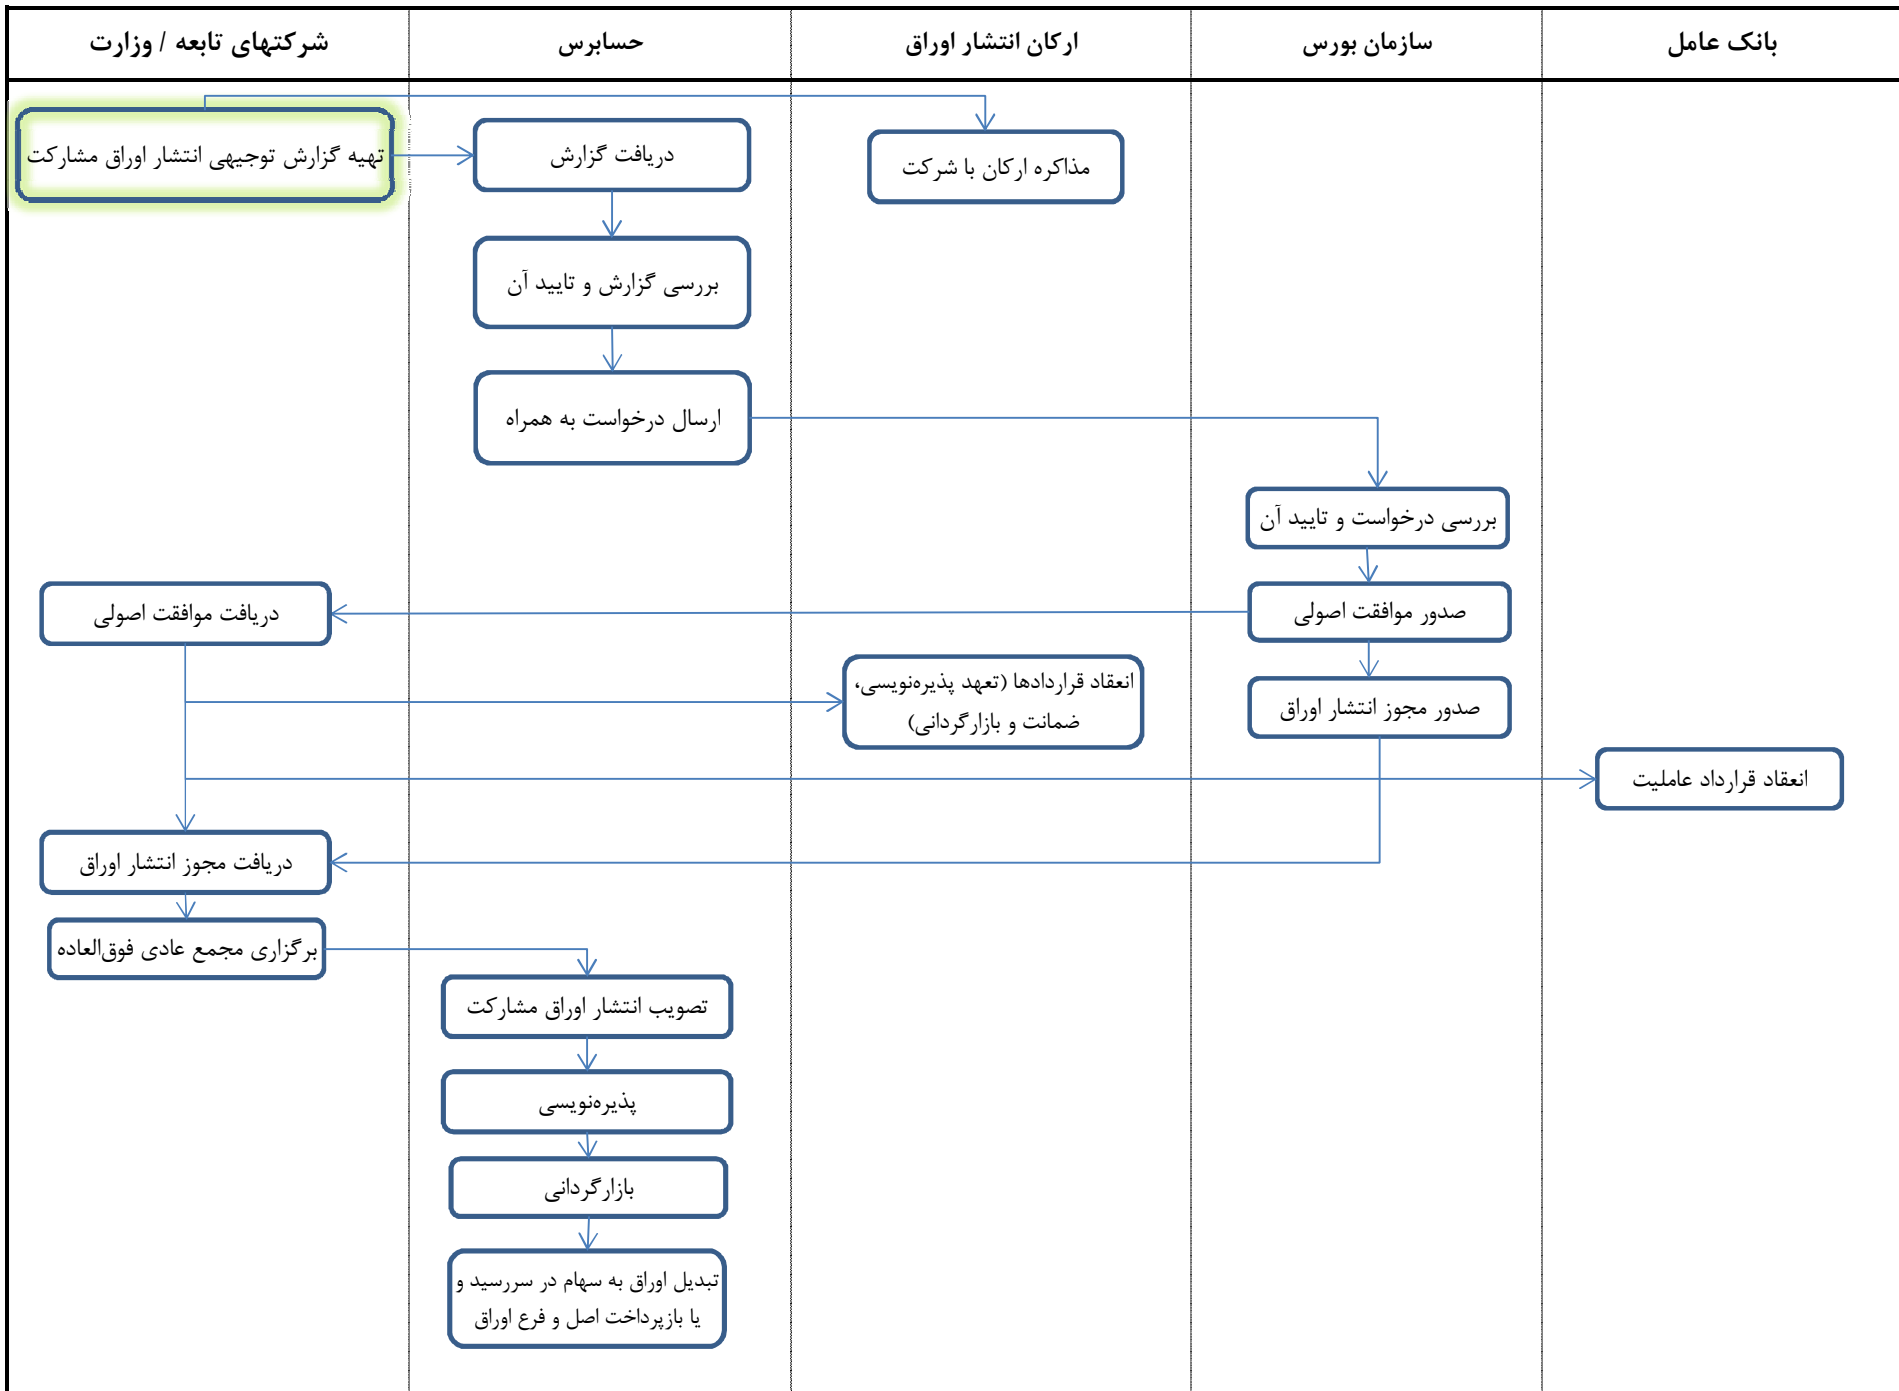 شرکتهای تابعه / وزارت
حسابرس
ارکان انتشار اوراق
سازمان بورس
بانک عامل
تهیه گزارش توجیهی انتشار اوراق مشارکت
دریافت گزارش
مذاکره ارکان با شرکت
بررسی گزارش و تایید آن
ارسال درخواست به همراه
بررسی درخواست و تایید آن
صدور موافقت اصولی
دریافت موافقت اصولی
انعقاد قراردادها (تعهد پذیره‌نویسی،
ضمانت و بازارگردانی)
صدور مجوز انتشار اوراق
انعقاد قرارداد عاملیت
دریافت مجوز انتشار اوراق
برگزاری مجمع عادی فوق‌العاده
تصویب انتشار اوراق مشارکت
پذیره‌نویسی
بازارگردانی
تبدیل اوراق به سهام در سررسید و
یا بازپرداخت اصل و فرع اوراق